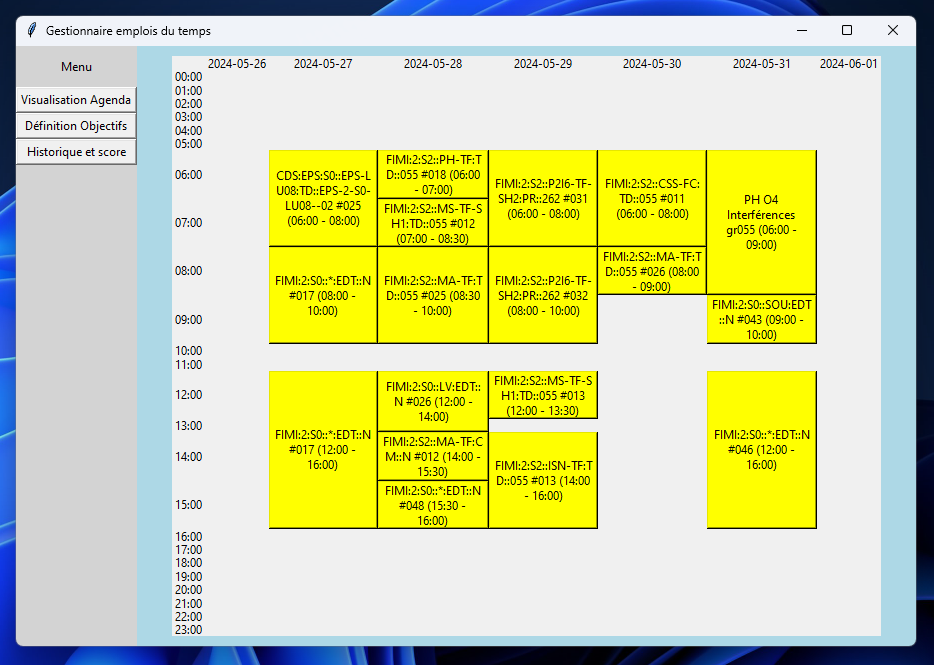 Gestionnaire emplois du temps
Menu
Visualisation Agenda
Définition Objectifs
Historique et score
2024-05-26 2024-05-27 2024-05-28 2024-05-29 2024-05-30 2024-05-31 2024-06-01
00:00
01:00
02:00
03:00
04:00
05:00
06:00
07:00
08:00
09:00
10:00
11:00
12:00
13:00
14:00
15:00
16:00
17:00
18:00
19:00
20:00
21:00
22:00
23:00
CDS:EPS:S0::EPS-L
U08:TD::EPS-2-S0-
LU08--02 #025
(06:00 - 08:00)
FIMI:2:S0::*:EDT::N
#017 (08:00 -
10:00)
FIMI:2:S0::*:EDT::N
#017 (12:00 -
16:00)
FIMI:2:S2::PH-TF:T
D::055 #018 (06:00
- 07:00)
FIMI:2:S2::MS-TF-S
H1:TD::055 #012
(07:00 - 08:30)
FIMI:2:S2::MA-TF:T
D::055 #025 (08:30
- 10:00)
FIMI:2:S0::LV:EDT::
N #026 (12:00 -
14:00)
FIMI:2:S2::MA-TF:C
M::N #012 (14:00 -
15:30)
FIMI:2:S0::*:EDT::N
#048 (15:30 -
16:00)
FIMI:2:S2::P2I6-TF-
SH2:PR::262 #031
(06:00 - 08:00)
FIMI:2:S2::P2I6-TF-
SH2:PR::262 #032
(08:00 - 10:00)
FIMI:2:S2::MS-TF-S
H1:TD::055 #013
(12:00 - 13:30)
FIMI:2:S2::ISN-TF:T
D::055 #013 (14:00
- 16:00)
FIMI:2:S2::CSS-FC:
TD::055 #011
(06:00 - 08:00)
FIMI:2:S2::MA-TF:T
D::055 #026 (08:00
- 09:00)
PH O4
Interférences
gr055 (06:00 -
09:00)
FIMI:2:S0::SOU:EDT
::N #043 (09:00 -
10:00)
FIMI:2:S0::*:EDT::N
#046 (12:00 -
16:00)